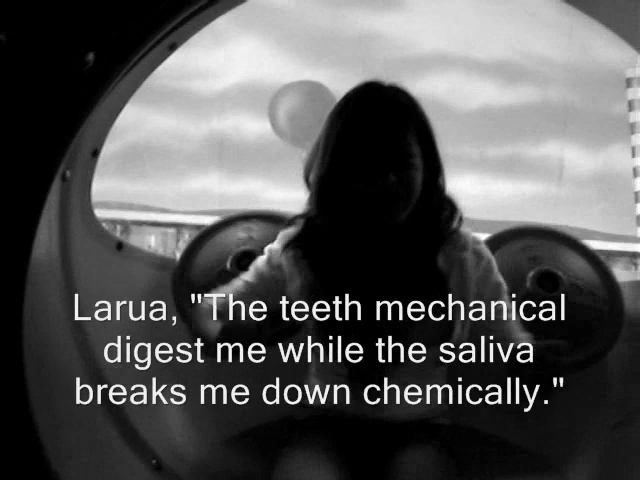 Larua, "The teeth mechanical
digest me while the saliva
breaks me down chemically."